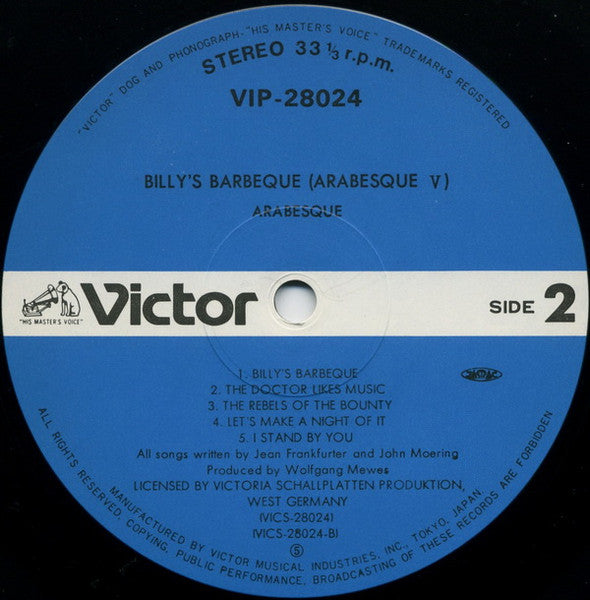 "VICTOR" DOG AND PHONOGRAPH-"HIS MASTER'S VOICE" TRADEMARKS REGISTERED
STEREO 33 1/3 r.p.m.
VIP-28024
BILLY'S BARBEQUE (ARABESQUE V)
ARABESQUE
"HIS MASTER'S VOICE"
Victor
SIDE 2
1. BILLY'S BARBEQUE
2. THE DOCTOR LIKES MUSIC
3. THE REBELS OF THE BOUNTY
4. LET'S MAKE A NIGHT OF IT
5. I STAND BY YOU
All songs written by Jean Frankfurter and John Moering
Produced by Wolfgang Mewes
LICENSED BY VICTORIA SCHALLPLATTEN PRODUKTION,
WEST GERMANY
(VICS-28024)
(VICS-28024-B)
S
MANUFACTURED BY VICTOR MUSICAL INDUSTRIES, INC., TOKYO, JAPAN.
ALL RIGHTS RESERVED. COPYING, PUBLIC PERFORMANCE, BROADCASTING OF THESE RECORDS ARE FORBIDDEN